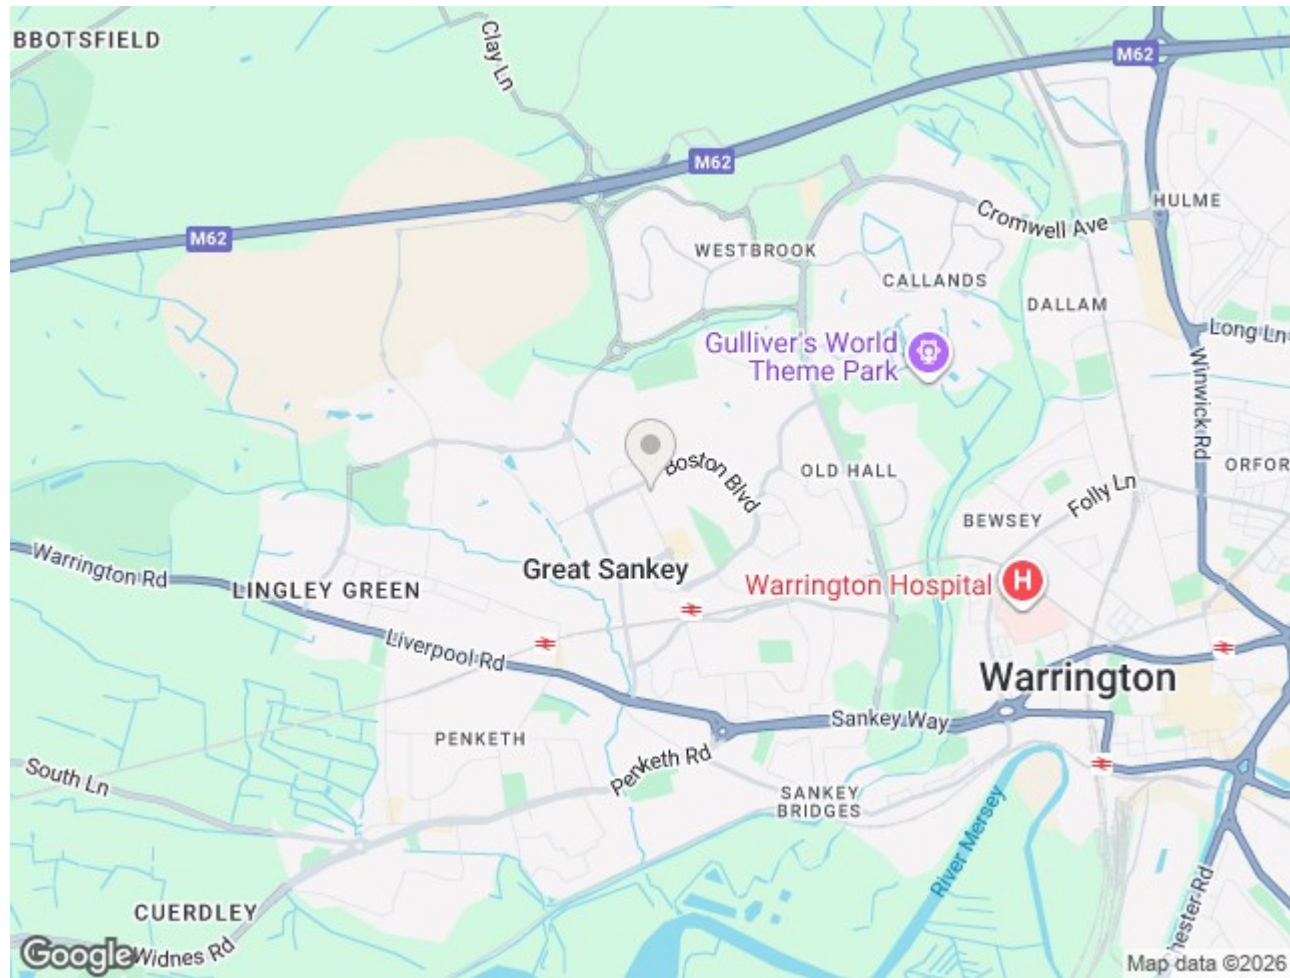 BBOTSFIELD
Clay Ln
M62
M62
M62
HULME
Cromwell Ave
WESTBROOK
CALLANDS
DALLAM
Long Ln
Gulliver's World
Theme Park
Winwick Rd
Boston Blvd
OLD HALL
ORFOR
Folly Ln
BEWSEY
Warrington Rd
Great Sankey
LINGLEY GREEN
Warrington Hospital
H
Liverpool Rd
Warrington
Sankey Way
PENKETH
Penketh Rd
South Ln
SANKEY
BRIDGES
River Mersey
CUERDLEY
Widnes Rd
hester Rd
Google
Map data ©2026